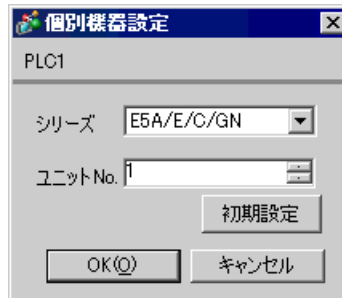 個別機器設定
PLC1
シリーズ E5A/E/C/GN
ユニットNo. 1
初期設定
OK(O) キャンセル